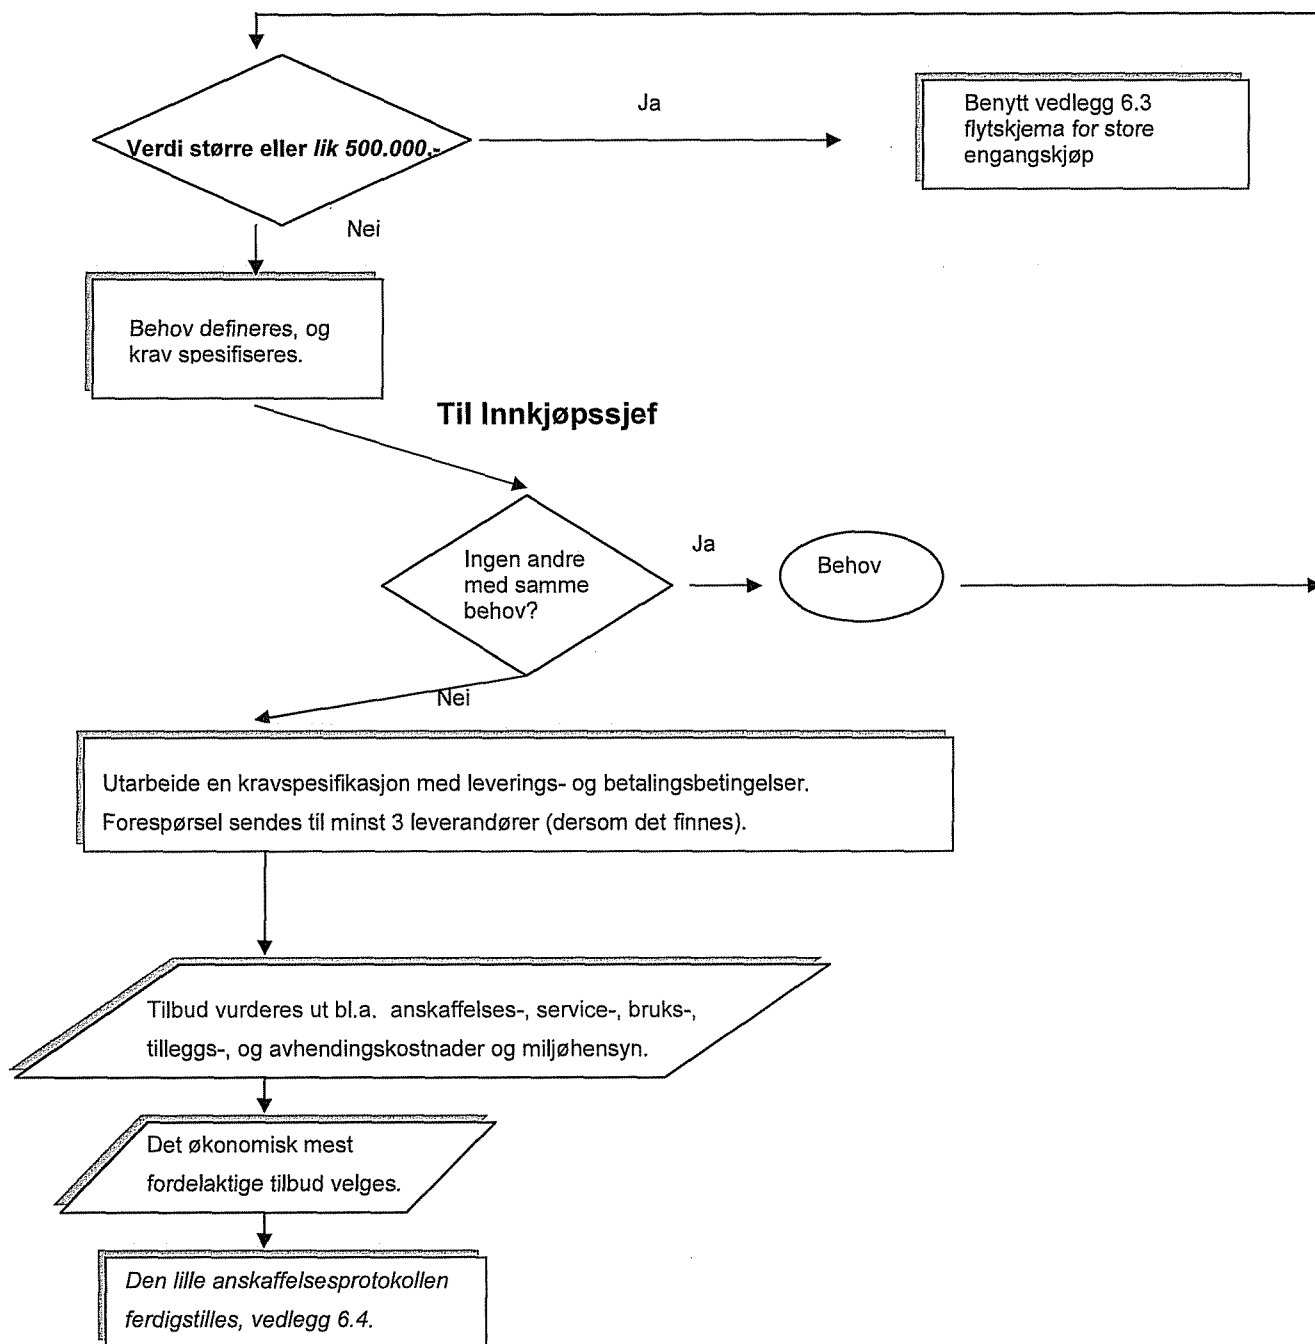 Ja
Benytt vedlegg 6.3
flytskjema for store
engangskjøp
Verdi større eller lik 500.000,-
Nei
Behov defineres, og
krav spesifiseres.
Til Innkjøpssjef
Ingen andre
med samme
behov?
Ja
Behov
Nei
Utarbeide en kravspesifikasjon med leverings- og betalingsbetingelser.
Forespørsel sendes til minst 3 leverandører (dersom det finnes).
Tilbud vurderes ut bl.a. anskaffelses-, service-, bruks-,
tilleggs-, og avhendingskostnader og miljøhensyn.
Det økonomisk mest
fordelaktige tilbud velges.
Den lille anskaffelsesprotokollen
ferdigstilles, vedlegg 6.4.